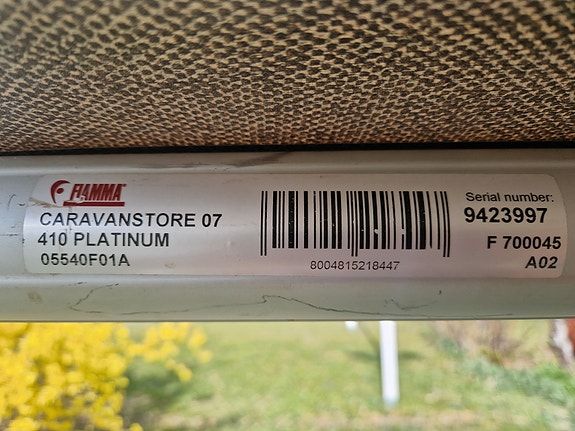 FIAMMA
CARAVANSTORE 07
410 PLATINUM
05540F01A
8004815218447
Serial number:
9423997
F 700045
A02